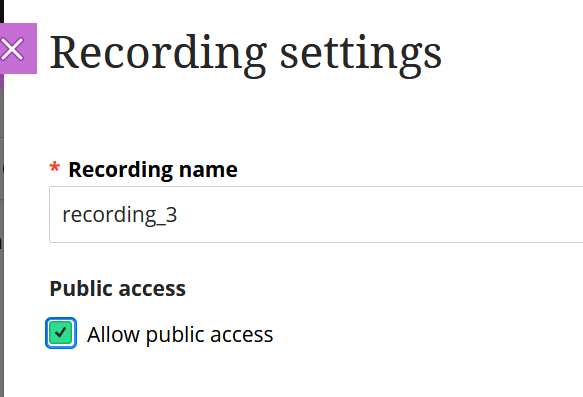 Recording settings
* Recording name
recording_3
Public access
Allow public access